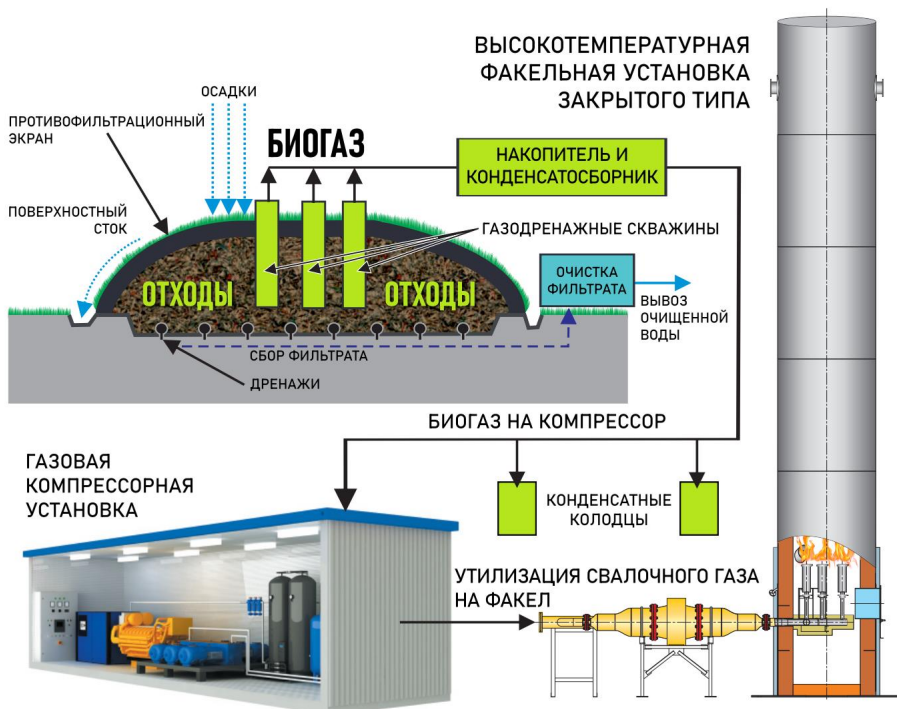 ВЫСОКОТЕМПЕРАТУРНАЯ
ФАКЕЛЬНАЯ УСТАНОВКА
ЗАКРЫТОГО ТИПА
ОСАДКИ
ПРОТИВОФИЛЬТРАЦИОННЫЙ
ЭКРАН
БИОГАЗ
НАКОПИТЕЛЬ И
КОНДЕНСАТОСБОРНИК
ПОВЕРХНОСТНЫЙ
СТОК
ГАЗОДРЕНАЖНЫЕ СКВАЖИНЫ
ОТХОДЫ
ОТХОДЫ
ОЧИСТКА
ФИЛЬТРАТА
ВЫВОЗ
ОЧИЩЕННОЙ
ВОДЫ
СБОР ФИЛЬТРАТА
ДРЕНАЖИ
БИОГАЗ НА КОМПРЕССОР
ГАЗОВАЯ
КОМПРЕССОРНАЯ
УСТАНОВКА
КОНДЕНСАТНЫЕ
КОЛОДЦЫ
УТИЛИЗАЦИЯ СВАЛОЧНОГО ГАЗА
НА ФАКЕЛ